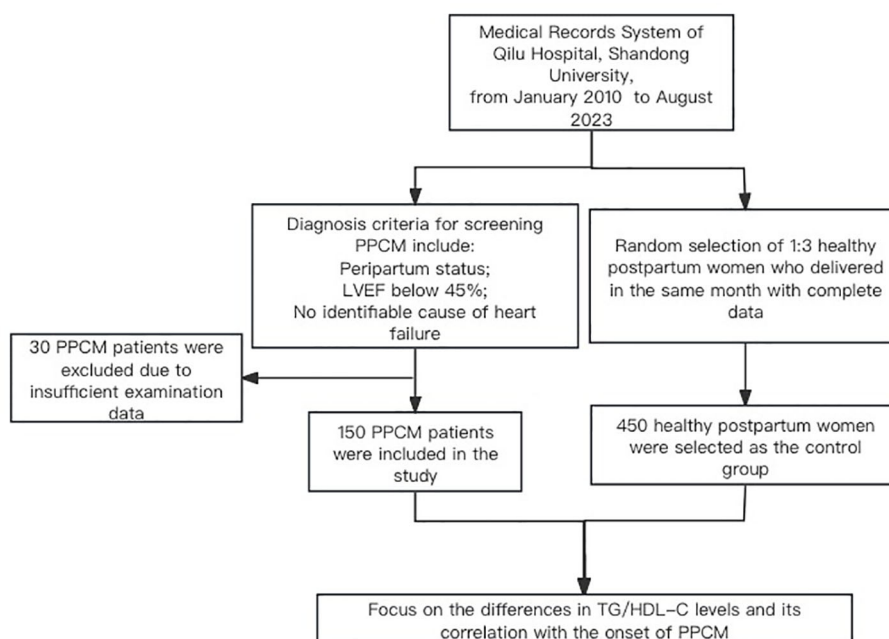 Medical Records System of
Qilu Hospital, Shandong
University,
from January 2010 to August
2023
Diagnosis criteria for screening
PPCM include:
Peripartum status;
LVEF below 45%;
No identifiable cause of heart
failure
Random selection of 1:3 healthy
postpartum women who delivered
in the same month with complete
data
30 PPCM patients were
excluded due to
insufficient examination
data
150 PPCM patients
were included in the
study
450 healthy postpartum women
were selected as the control
group
Focus on the differences in TG/HDL-C levels and its
correlation with the onset of PPCM